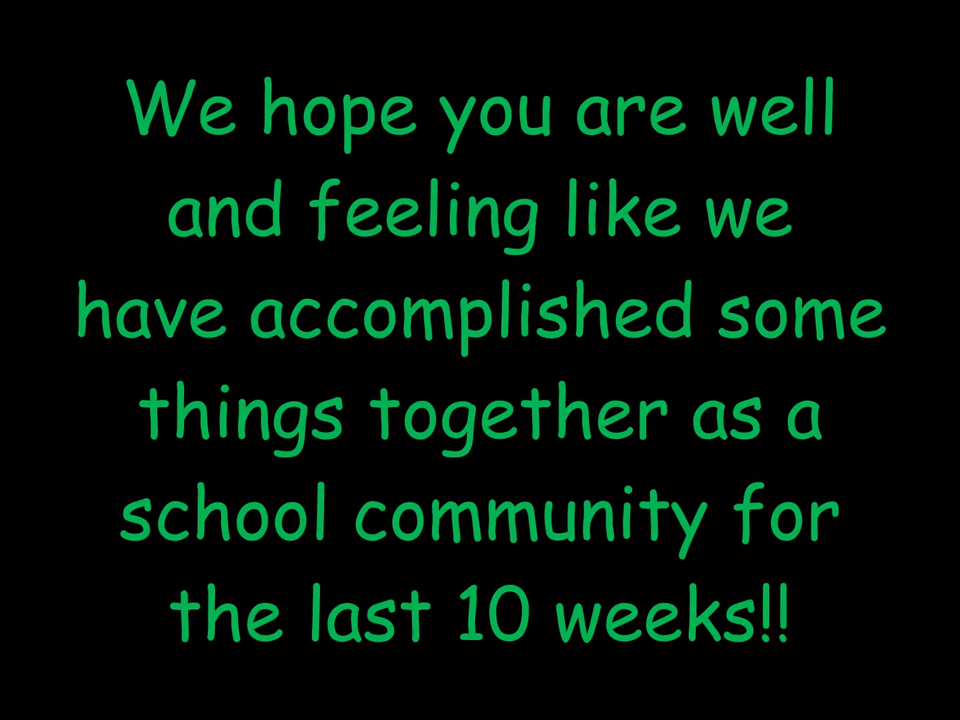 We hope you are well
and feeling like we
have accomplished some
things together as a
school community for
the last 10 weeks!!